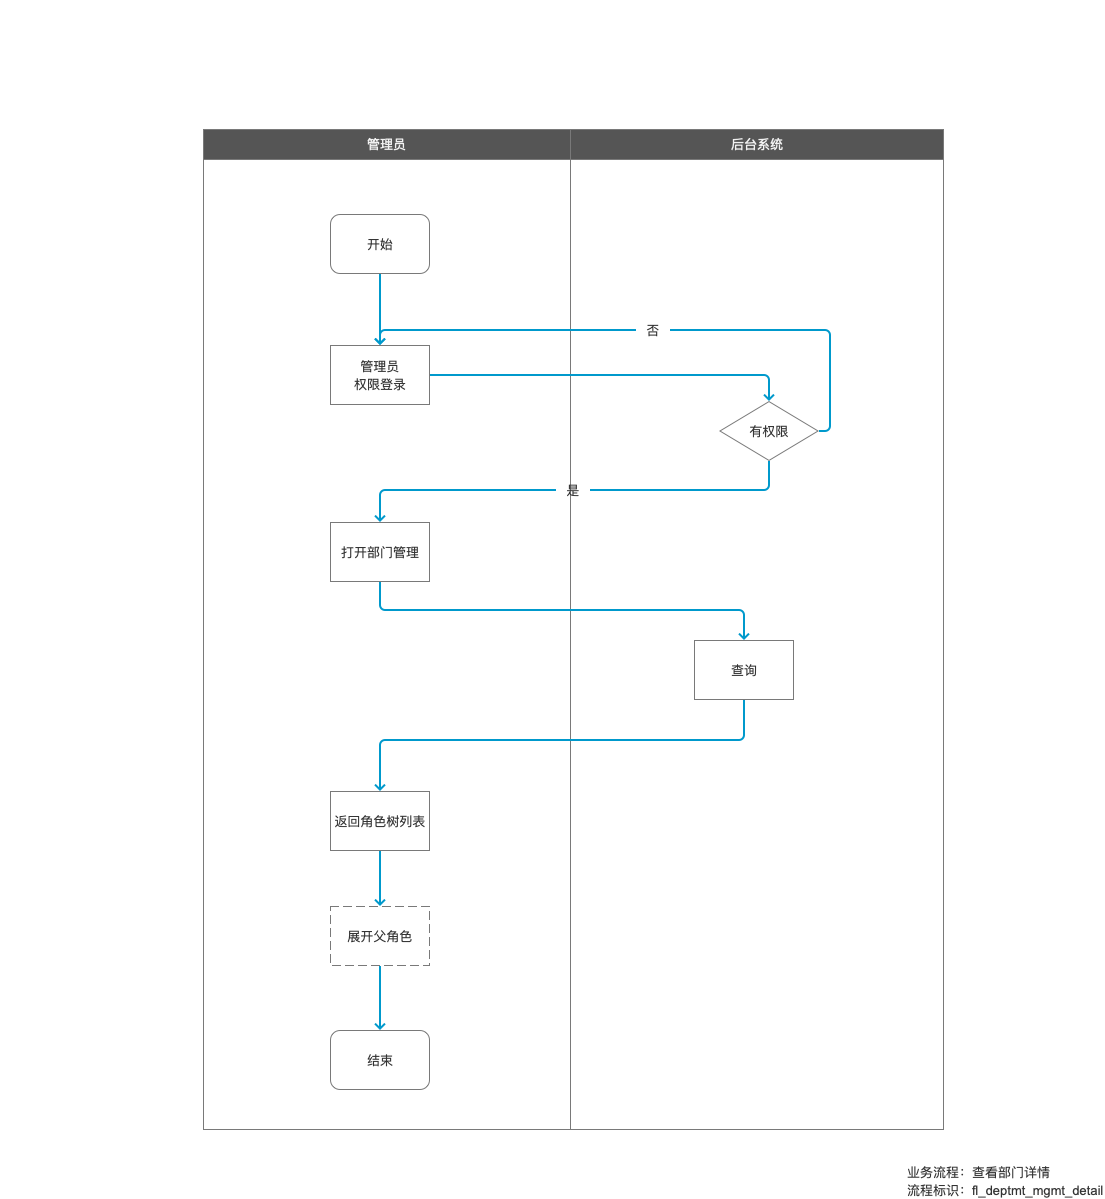 管理员
后台系统
开始
否
管理员
权限登录
有权限
是
打开部门管理
查询
返回角色树列表
展开父角色
结束
业务流程：查看部门详情
流程标识：fl_deptmt_mgmt_detail